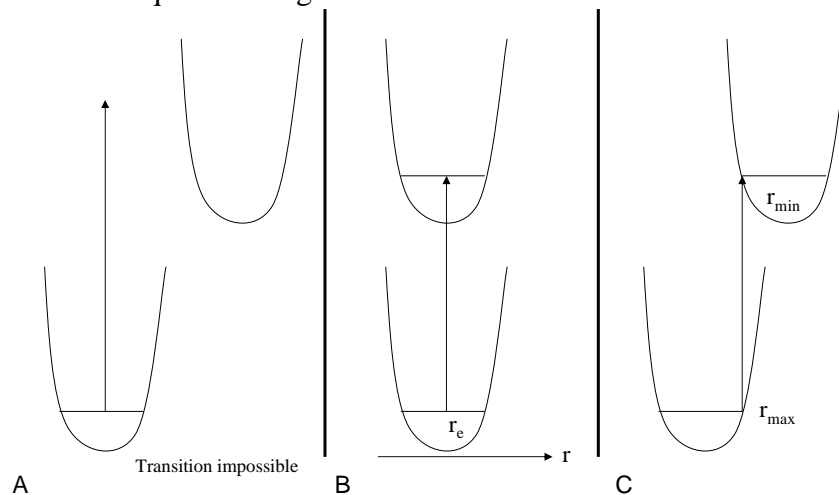 r_min
r_e
r_max
r
Transition impossible
A
B
C